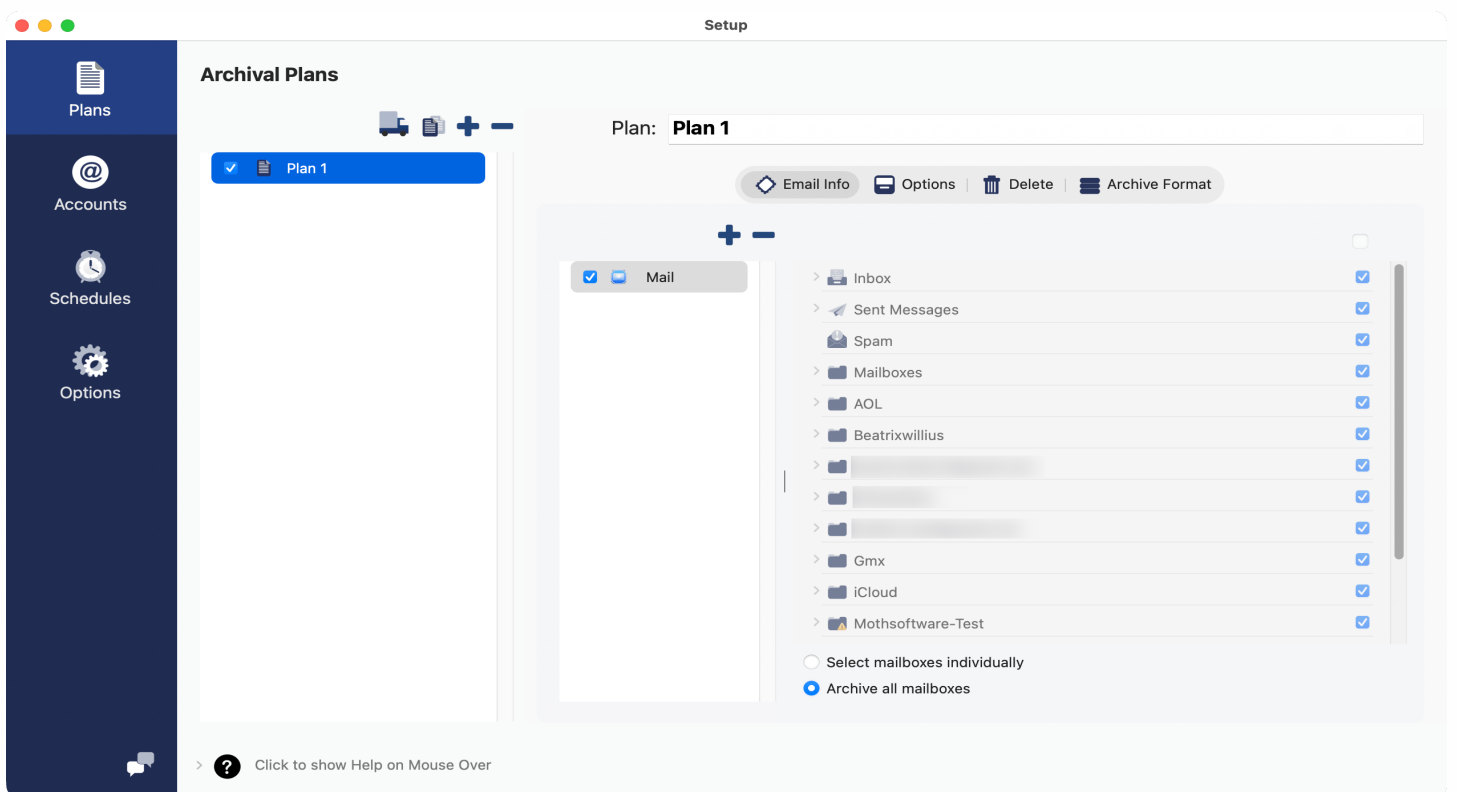 Setup
Plans
Accounts
Schedules
Options
Archival Plans
Plan 1
Plan: Plan 1
Email Info Options Delete Archive Format
Mail
Inbox
Sent Messages
Spam
Mailboxes
AOL
Beatrixwillius
Gmx
iCloud
Mothsoftware-Test
Select mailboxes individually
Archive all mailboxes
? Click to show Help on Mouse Over